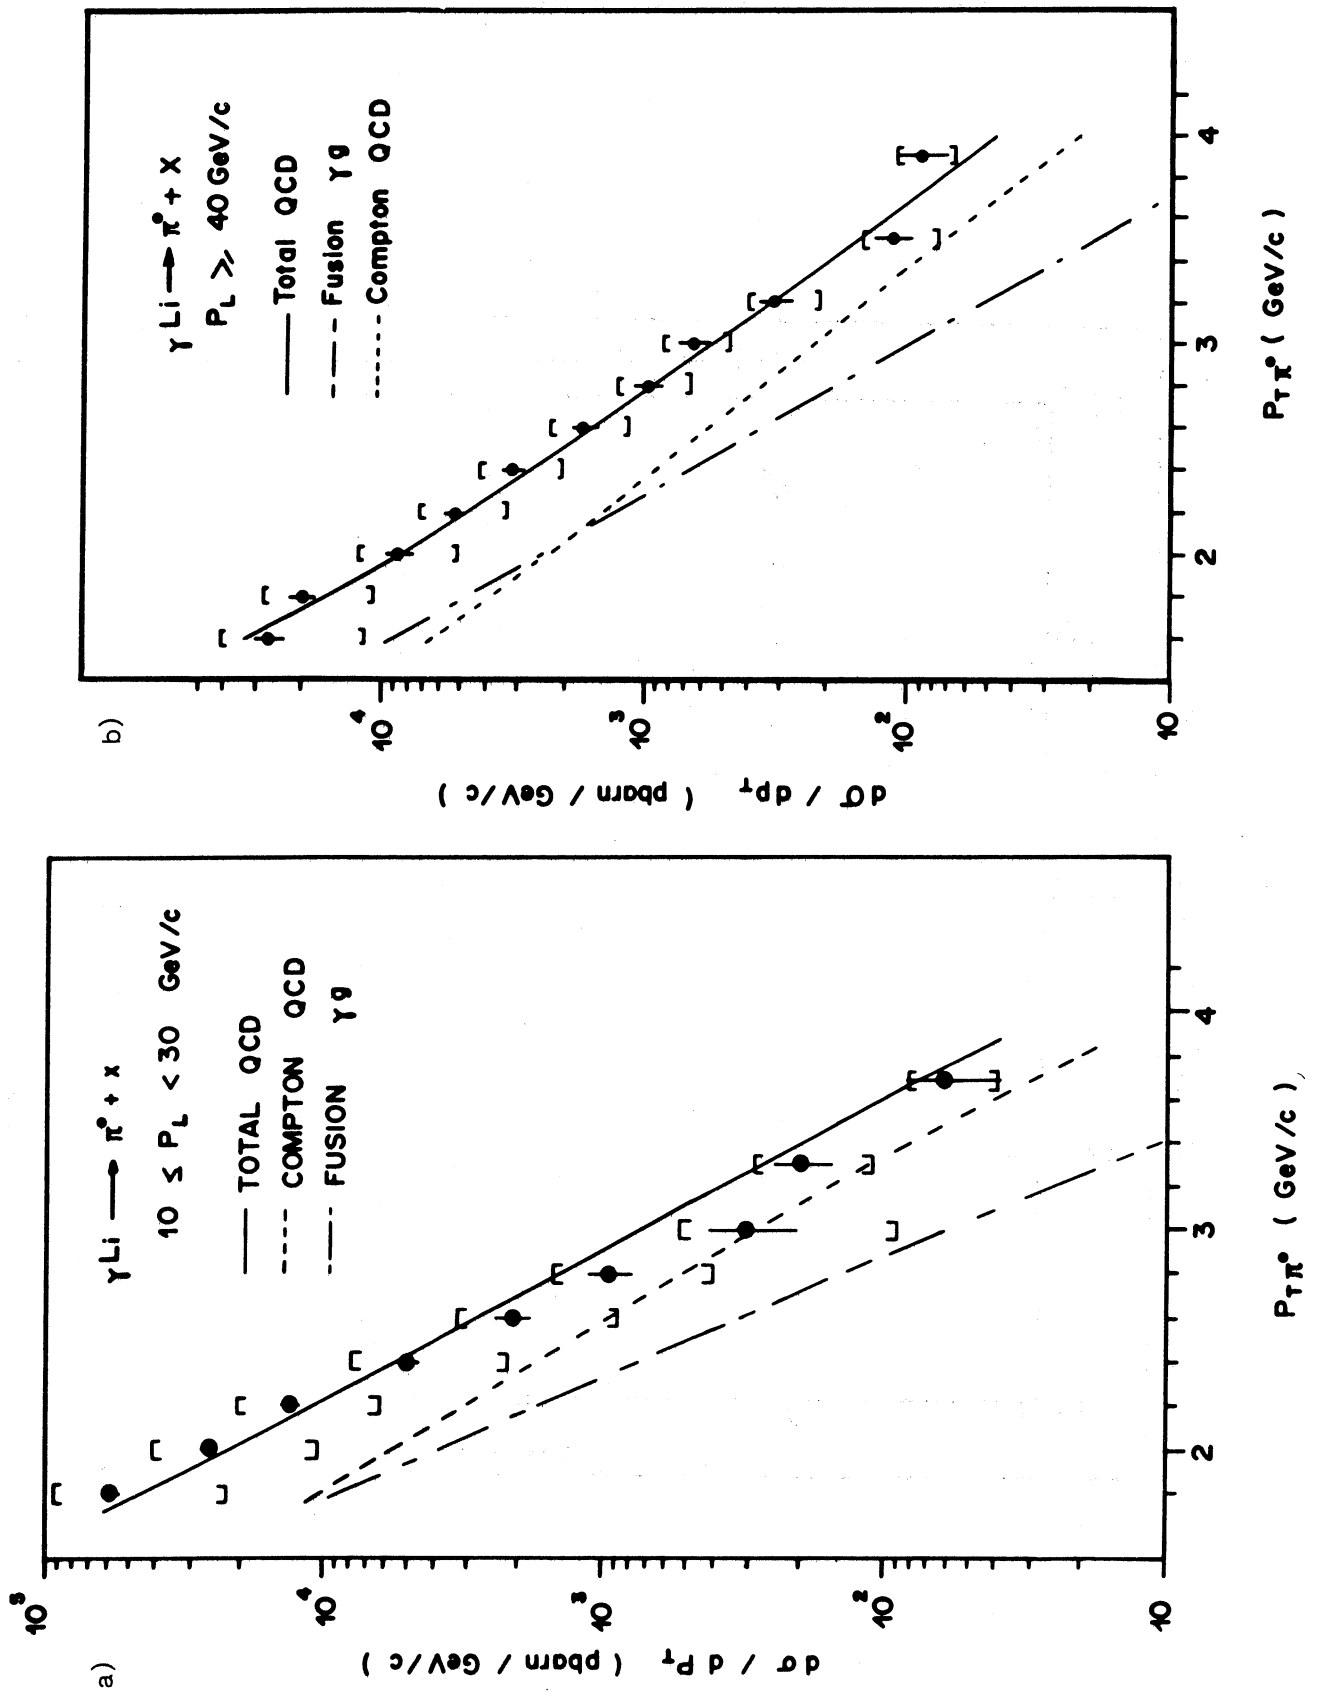 a)
γ Li → π° + x
10 ≤ P_L < 30 GeV/c
TOTAL QCD
COMPTON QCD
FUSION γg
dσ / dP_T ( pbarn / GeV/c )
10⁵
10⁴
10³
10²
10
2
3
4
P_Tπ° ( GeV/c )
b)
γ Li → π° + X
P_L ⩾ 40 GeV/c
Total QCD
Fusion γg
Compton QCD
dσ / dp_T ( pbarn / GeV/c )
10⁴
10³
10²
10
2
3
4
P_Tπ° ( GeV/c )